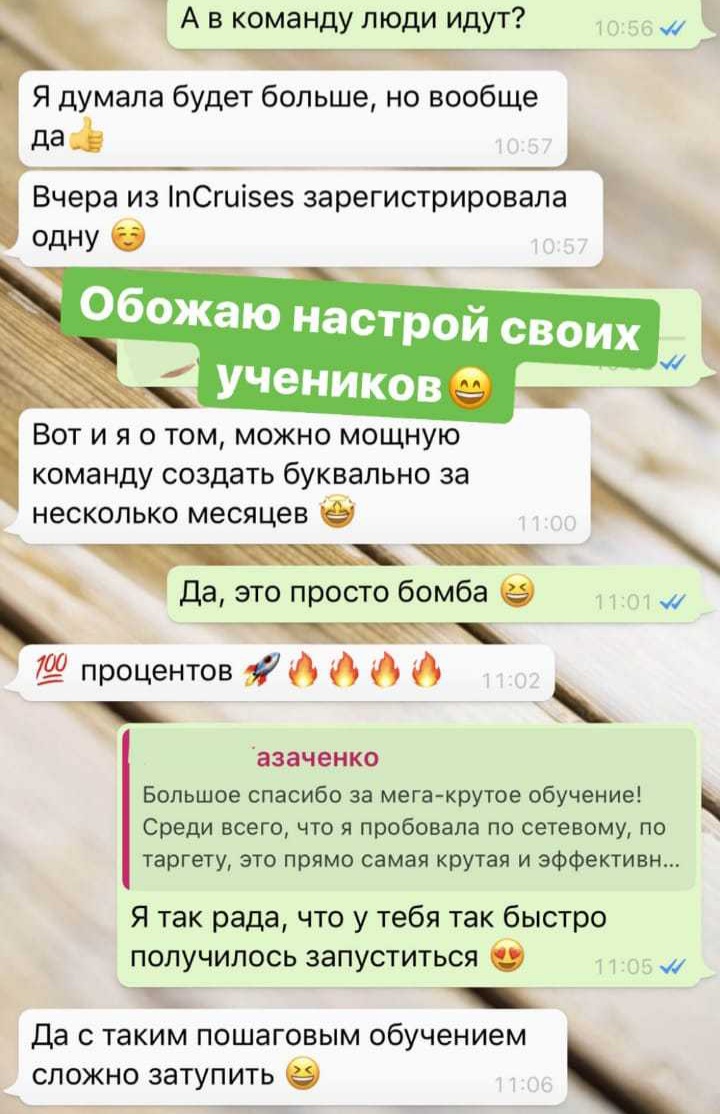 А в команду люди идут?
10:56
Я думала будет больше, но вообще
да👍
10:57
Вчера из InCruises зарегистрировала
одну ☺️
10:57
Обожаю настрой своих
учеников😄
Вот и я о том, можно мощную
команду создать буквально за
несколько месяцев 🤩
11:00
Да, это просто бомба 😆
11:01
💯 процентов 🚀🔥🔥🔥🔥
11:02
азаченко
Большое спасибо за мега-крутое обучение!
Среди всего, что я пробовала по сетевому, по
таргету, это прямо самая крутая и эффективн...
Я так рада, что у тебя так быстро
получилось запуститься 😍
11:05
Да с таким пошаговым обучением
сложно затупить 😆
11:06